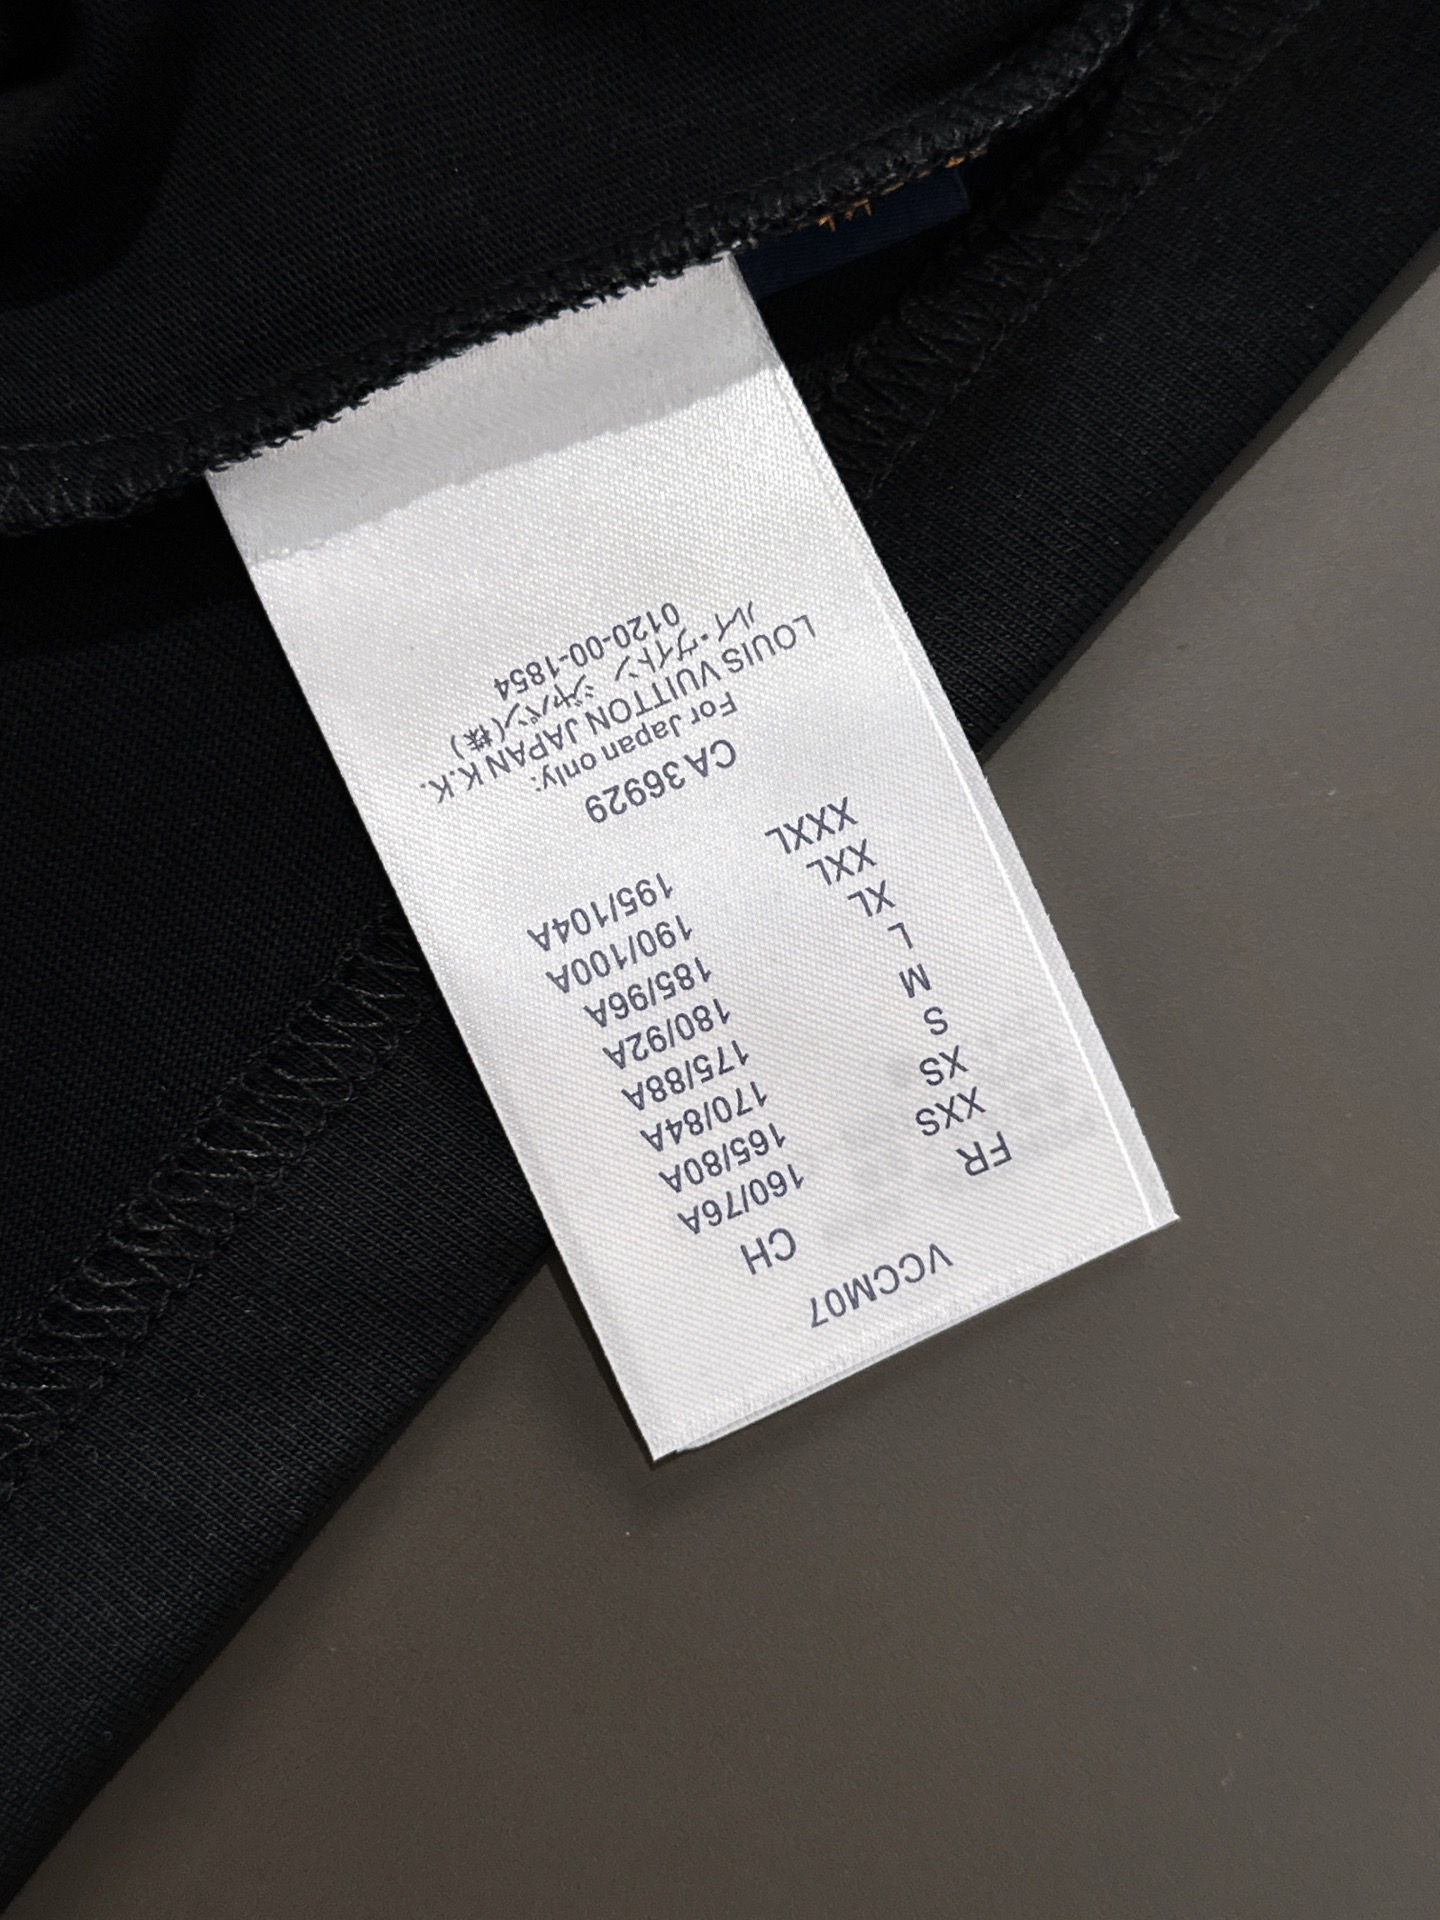 VCCM07
FR CH
XXS 160/76A
XS 165/80A
S 170/84A
M 175/88A
L 180/92A
XL 185/96A
XXL 190/100A
XXXL 195/104A
CA 36929
For Japan only:
LOUIS VUITTON JAPAN K.K.
ルイ・ヴィトン ジャパン(株)
0120-00-1854